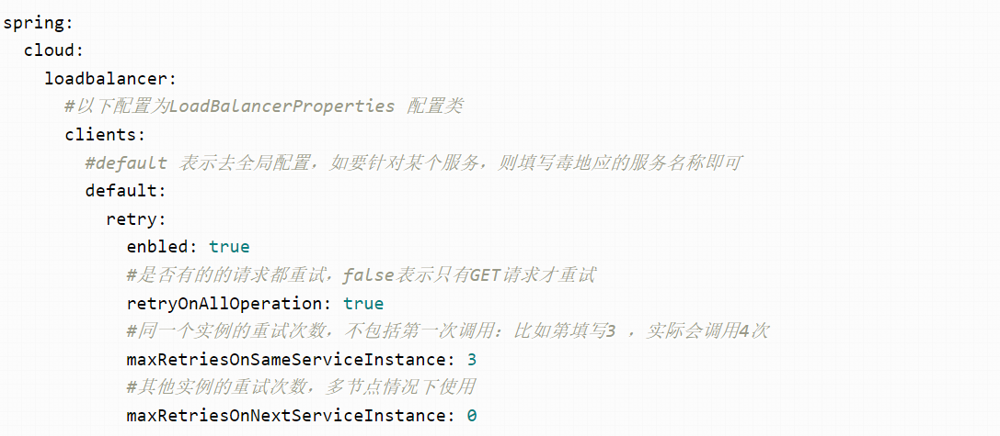 spring:
  cloud:
    loadbalancer:
      #以下配置为LoadBalancerProperties 配置类
      clients:
        #default 表示去全局配置，如要针对某个服务，则填写毒地应的服务名称即可
        default:
          retry:
            enbled: true
            #是否有的的请求都重试，false表示只有GET请求才重试
            retryOnAllOperation: true
            #同一个实例的重试次数，不包括第一次调用：比如第填写3 ，实际会调用4次
            maxRetriesOnSameServiceInstance: 3
            #其他实例的重试次数，多节点情况下使用
            maxRetriesOnNextServiceInstance: 0